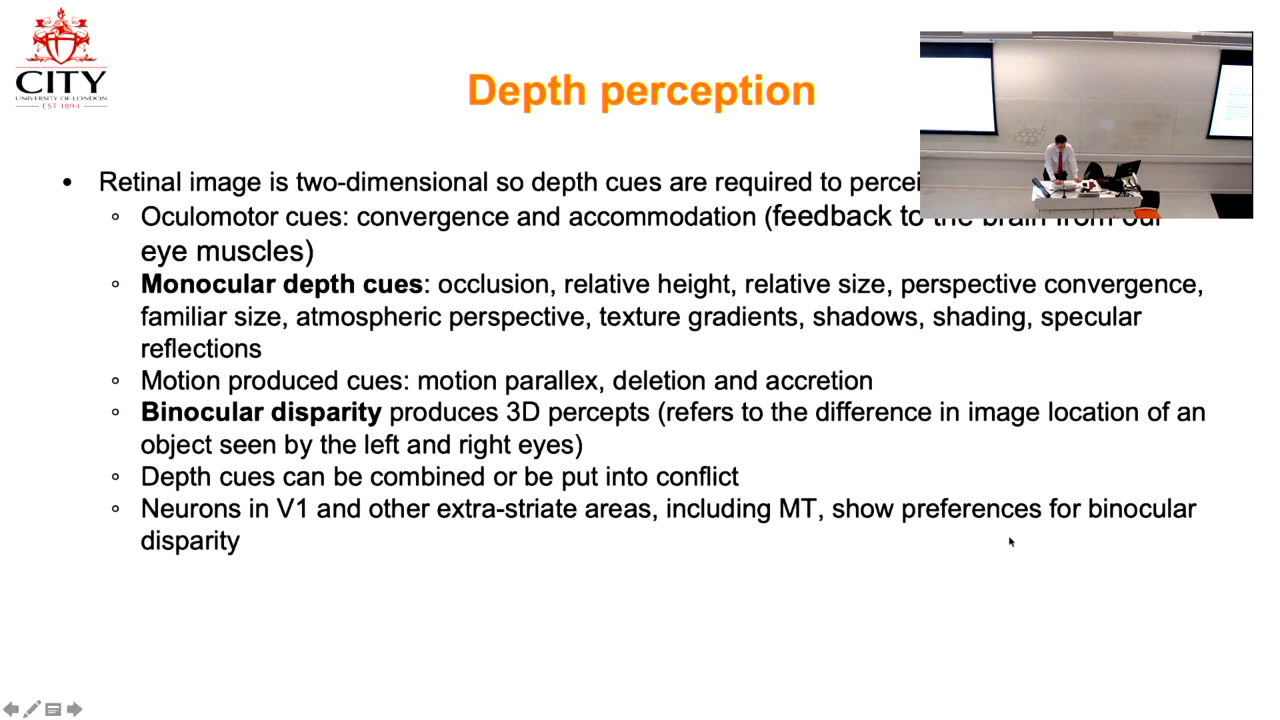 CITY
UNIVERSITY OF LONDON
EST 1894
Depth perception
• Retinal image is two-dimensional so depth cues are required to
◦ Oculomotor cues: convergence and accommodation (feedback to the brain from our
eye muscles)
◦ Monocular depth cues: occlusion, relative height, relative size, perspective convergence,
familiar size, atmospheric perspective, texture gradients, shadows, shading, specular
reflections
◦ Motion produced cues: motion parallex, deletion and accretion
◦ Binocular disparity produces 3D percepts (refers to the difference in image location of an
object seen by the left and right eyes)
◦ Depth cues can be combined or be put into conflict
◦ Neurons in V1 and other extra-striate areas, including MT, show preferences for binocular
disparity